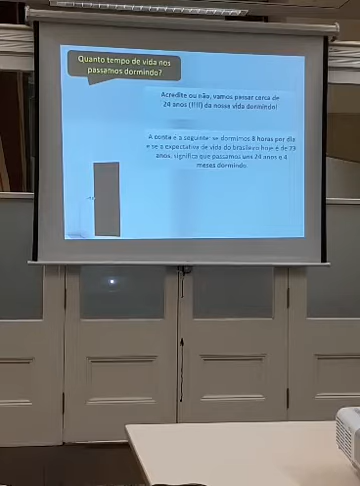 Quanto tempo de vida nos
passamos dormindo?
Acredite ou não, vamos passar cerca de
24 anos (!!!!) da nossa vida dormindo!
A conta é a seguinte: se dormimos 8 horas por dia
e se a expectativa de vida do brasileiro hoje é de 73
anos, significa que passamos uns 24 anos e 4
meses dormindo.